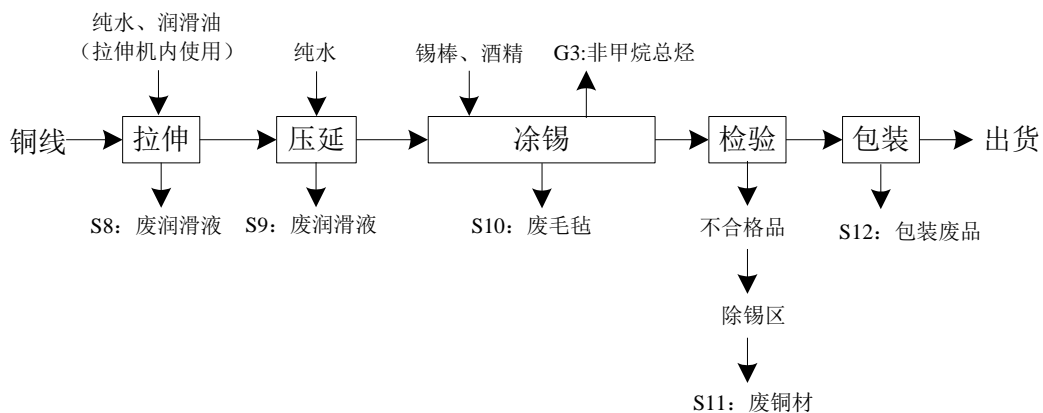 纯水、润滑油
（拉伸机内使用）
纯水
锡棒、酒精
G3:非甲烷总烃
铜线
拉伸
压延
凃锡
检验
包装
出货
S8：废润滑液
S9：废润滑液
S10：废毛毡
不合格品
S12：包装废品
除锡区
S11：废铜材